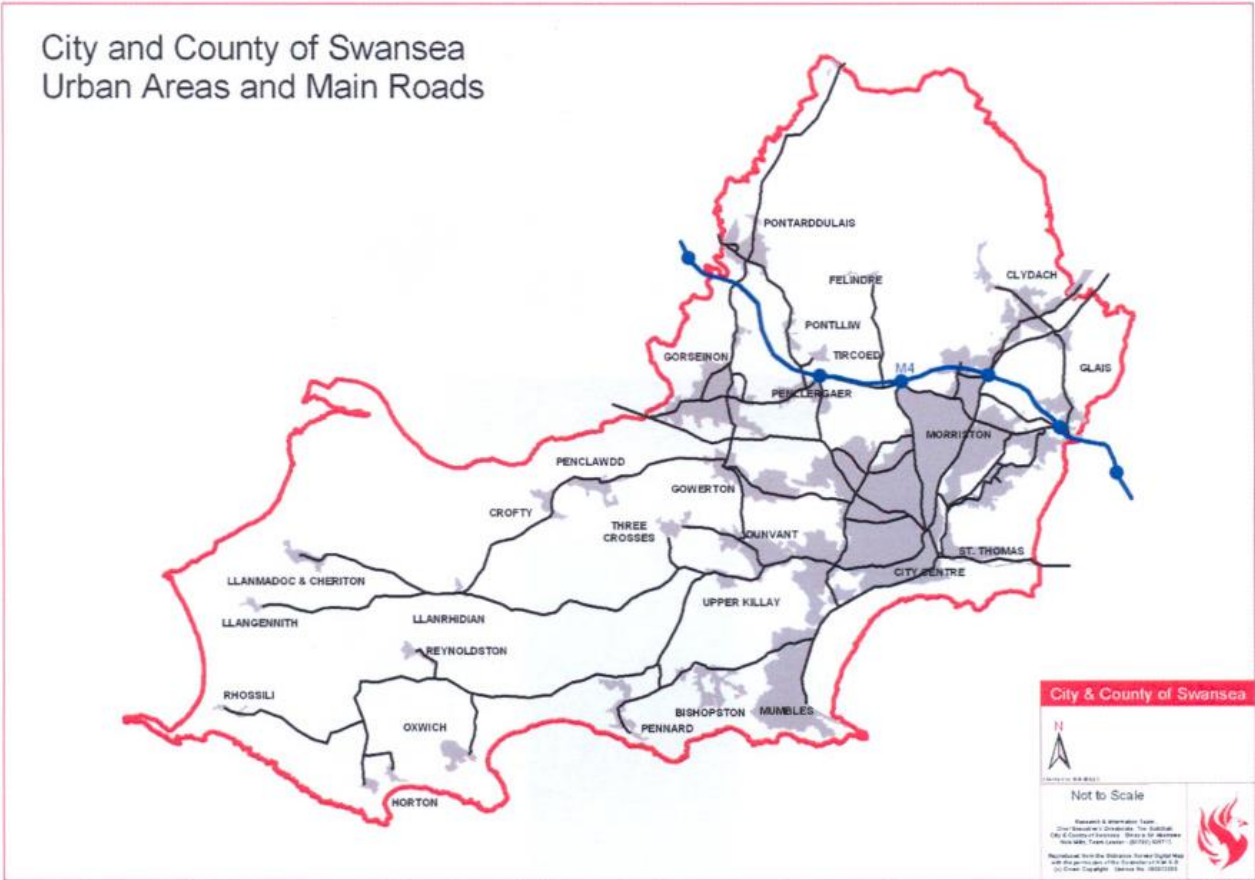 City and County of Swansea
Urban Areas and Main Roads
PONTARDDULAIS
FELINDRE
CLYDACH
PONTLLIW
GORSEINON
TIRCOED
M4
GLAIS
PENLLERGAER
MORRISTON
PENCLAWDD
GOWERTON
CROFTY
THREE
CROSSES
DUNVANT
ST. THOMAS
CITY CENTRE
LLANMADOC & CHERITON
UPPER KILLAY
LLANGENNITH
LLANRHIDIAN
REYNOLDSTON
RHOSSILI
BISHOPSTON
MUMBLES
OXWICH
PENNARD
HORTON
City & County of Swansea
N
Not to Scale